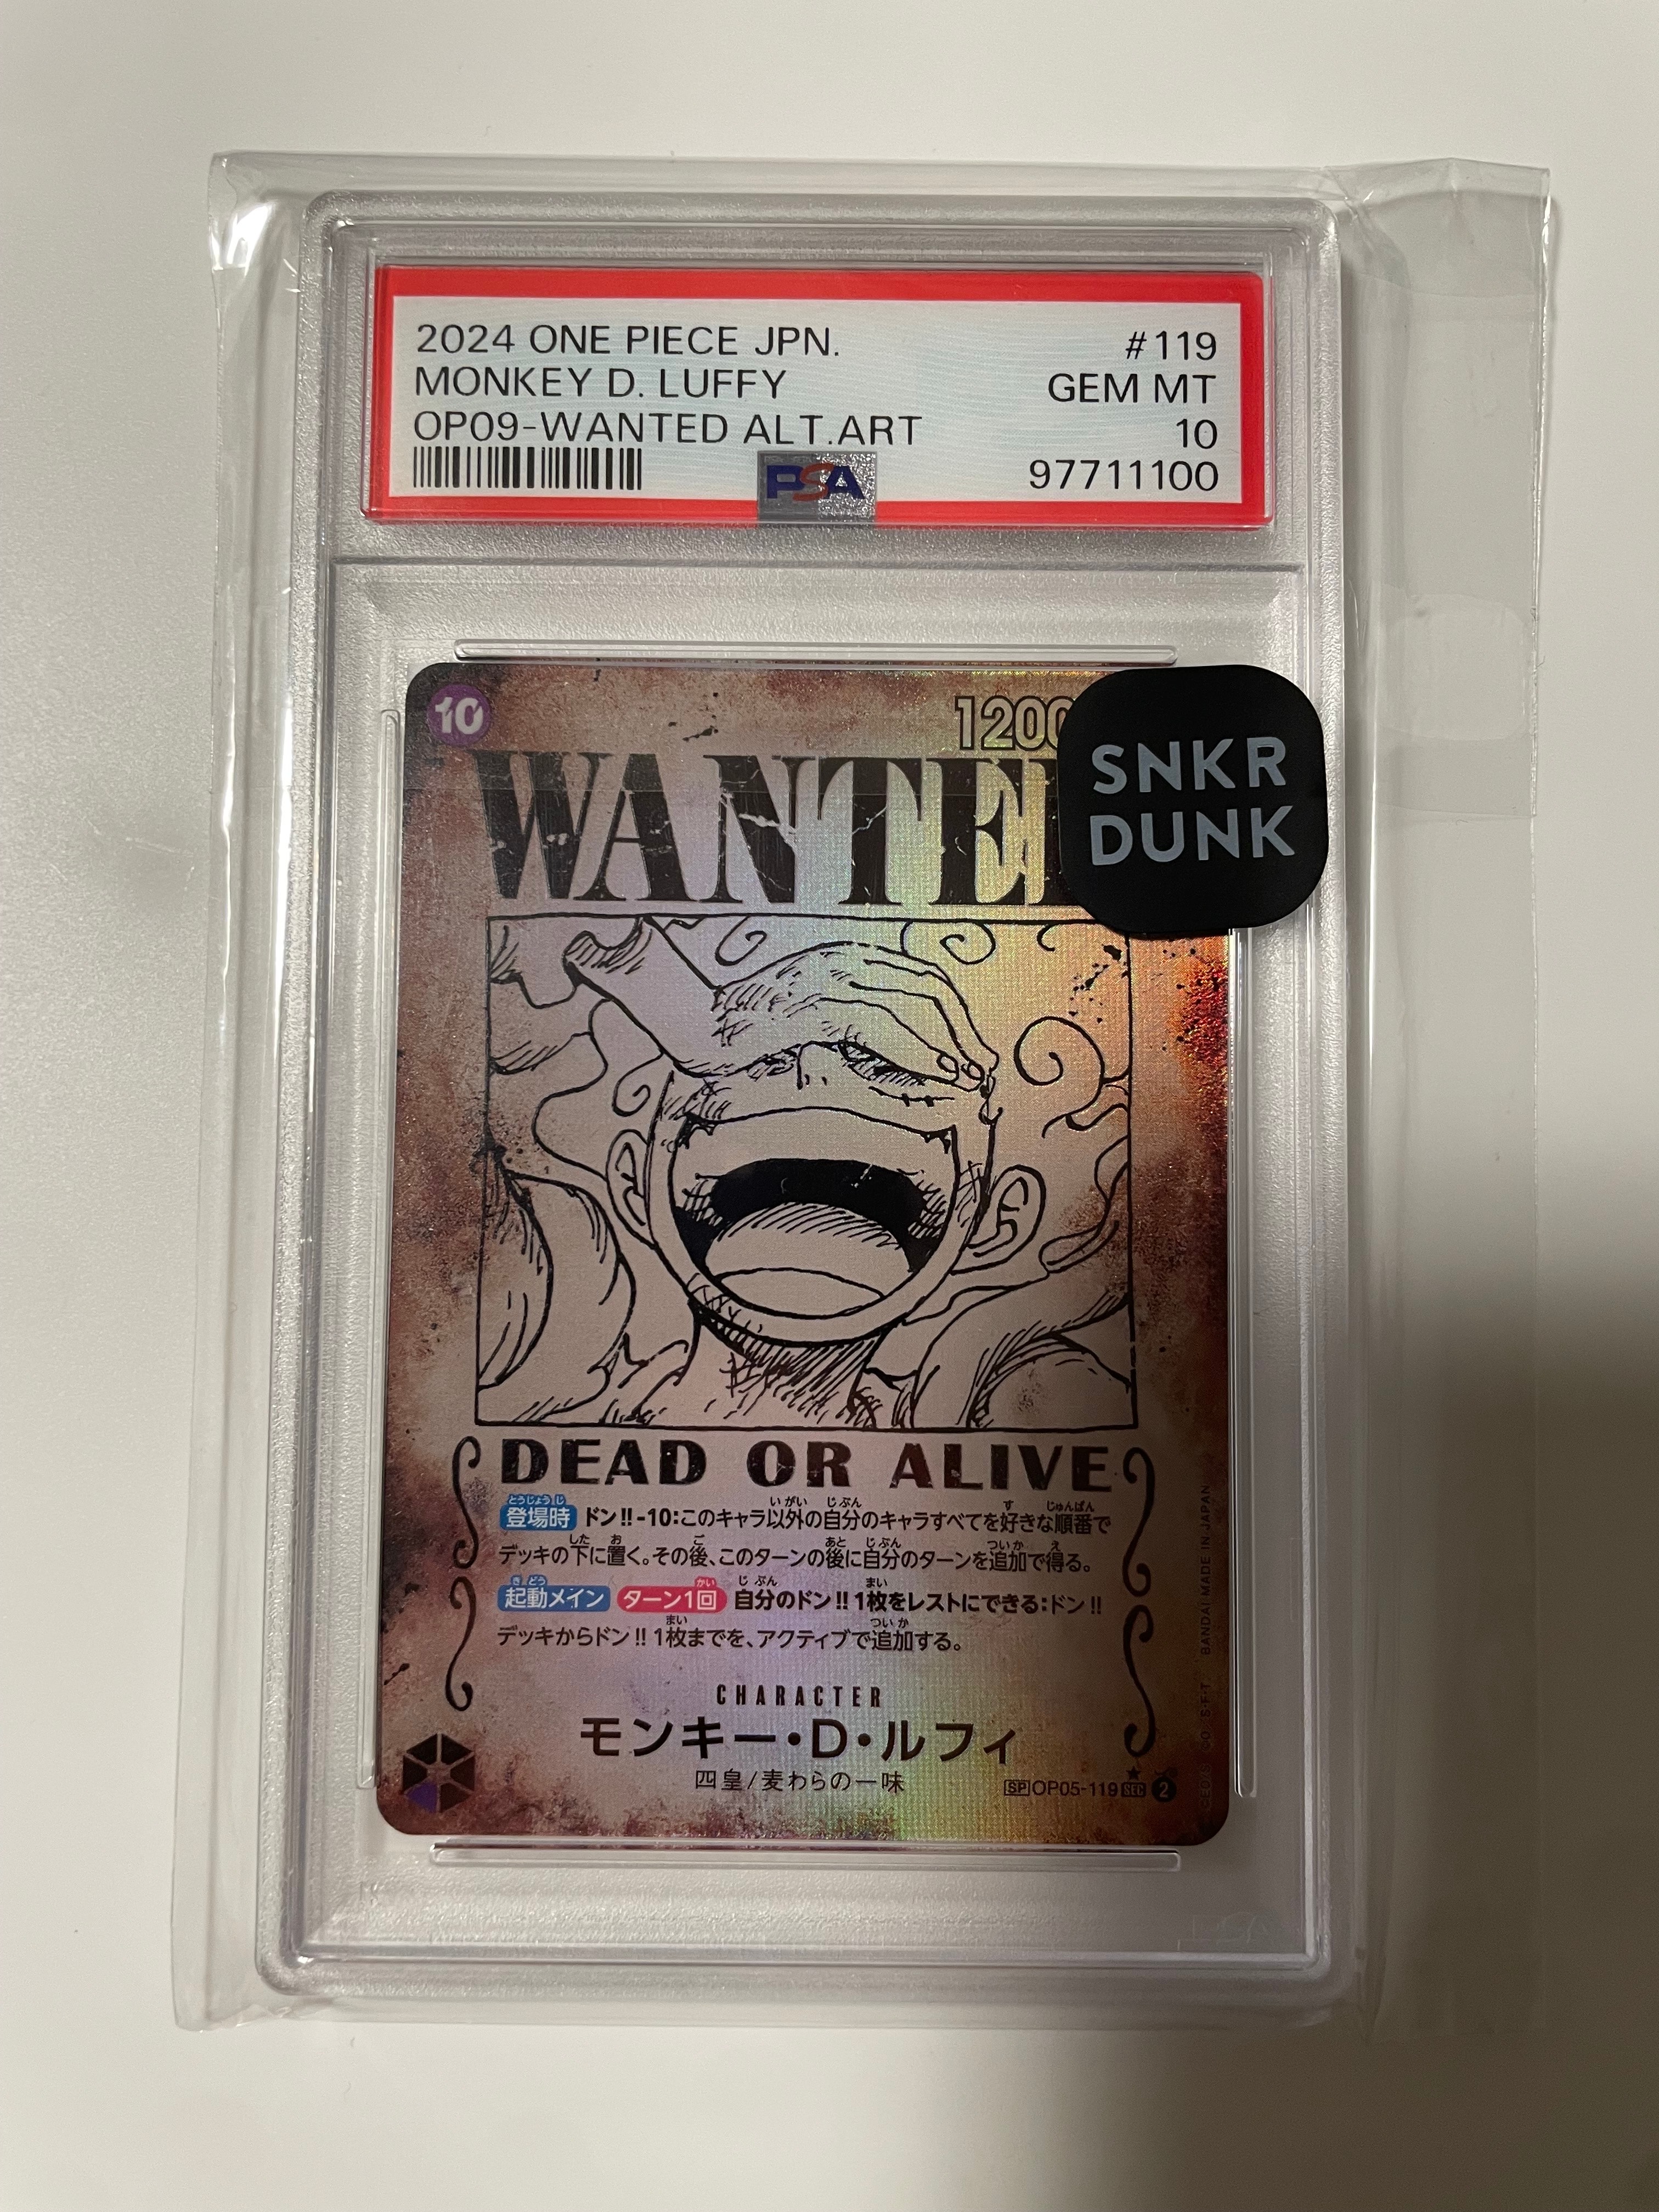 2024 ONE PIECE JPN. #119
MONKEY D. LUFFY GEM MT
OP09-WANTED ALT.ART 10
PSA 97711100
10
1200
SNKR
DUNK
WANTE
DEAD OR ALIVE
登場時 ドン!!-10:このキャラ以外の自分のキャラすべてを好きな順番で
デッキの下に置く。その後、このターンの後に自分のターンを追加で得る。
起動メイン ターン1回 自分のドン!!1枚をレストにできる:ドン!!
デッキからドン!!1枚までを、アクティブで追加する。
CHARACTER
モンキー・D・ルフィ
四皇/麦わらの一味
SP OP05-119 SEC 2
BANDAI MADE IN JAPAN